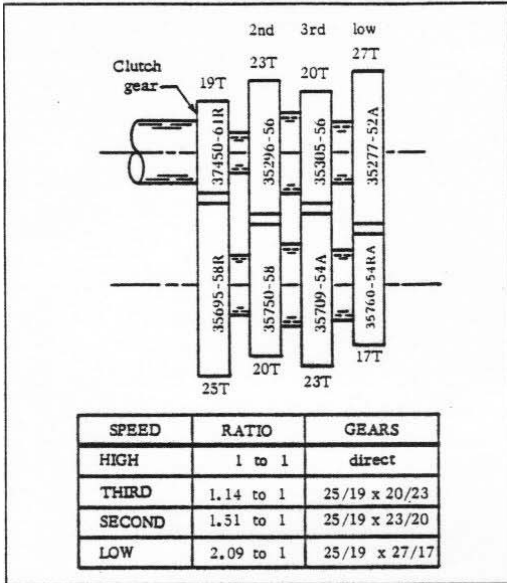 2nd 3rd low
23T 20T 27T
Clutch
gear
19T
37450-61R
35296-56
35305-56
35277-52A
35695-58R
35750-58
35709-54A
35760-54RA
25T 20T 23T 17T
SPEED RATIO GEARS
HIGH 1 to 1 direct
THIRD 1.14 to 1 25/19 x 20/23
SECOND 1.51 to 1 25/19 x 23/20
LOW 2.09 to 1 25/19 x 27/17